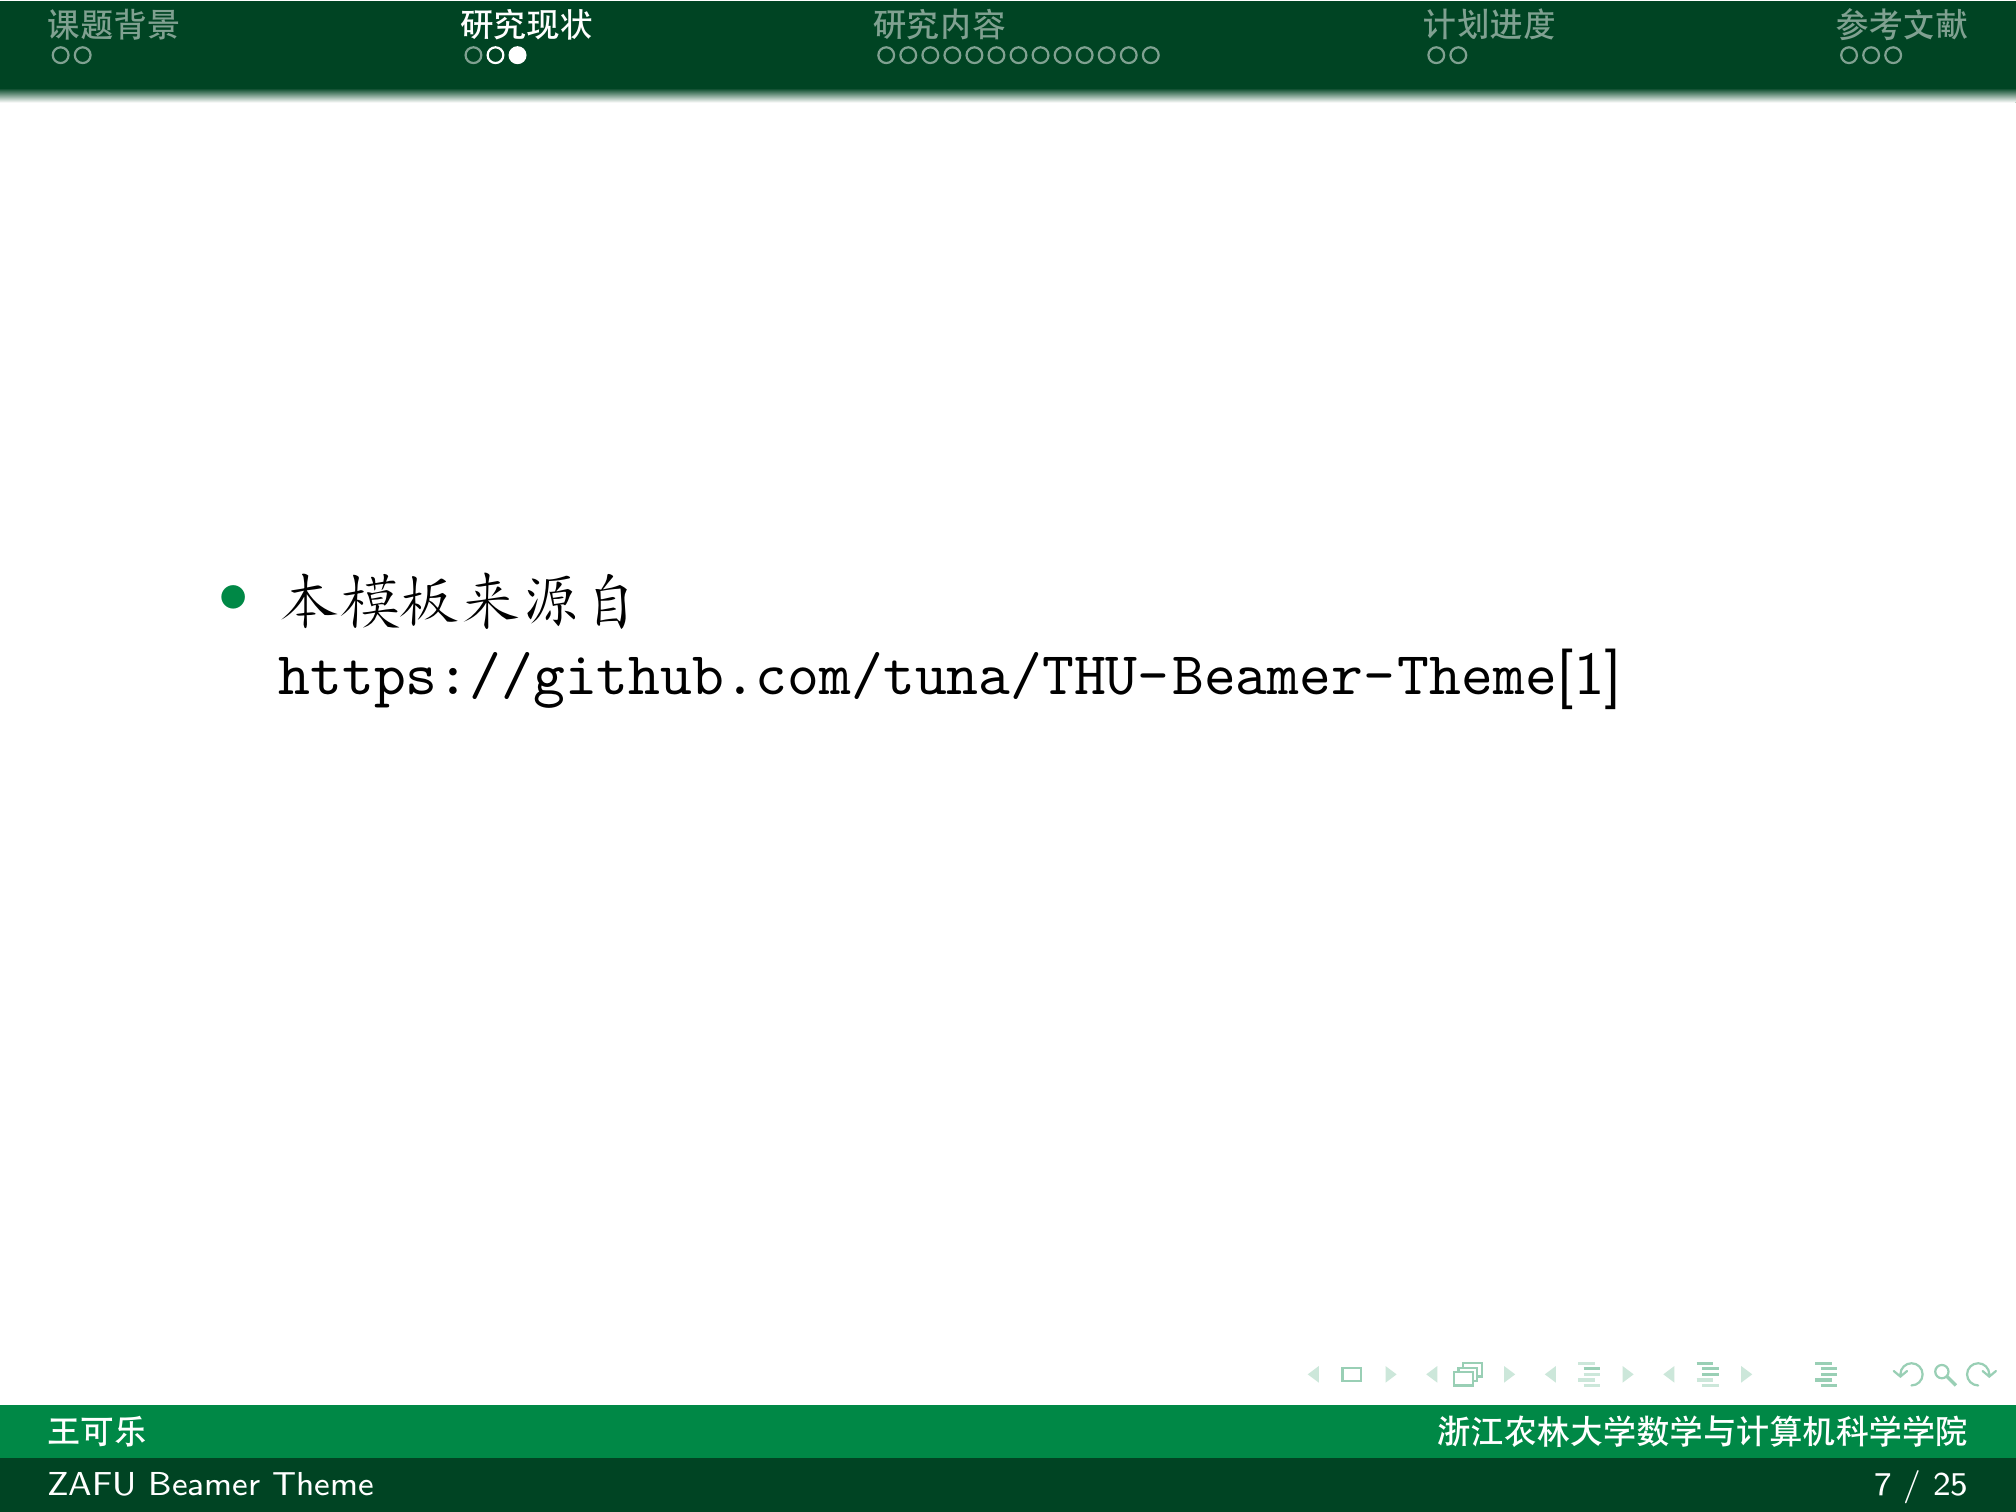 课题背景 研究现状 研究内容 计划进度 参考文献
本模板来源自
https://github.com/tuna/THU-Beamer-Theme[1]
王可乐 浙江农林大学数学与计算机科学学院
ZAFU Beamer Theme 7 / 25